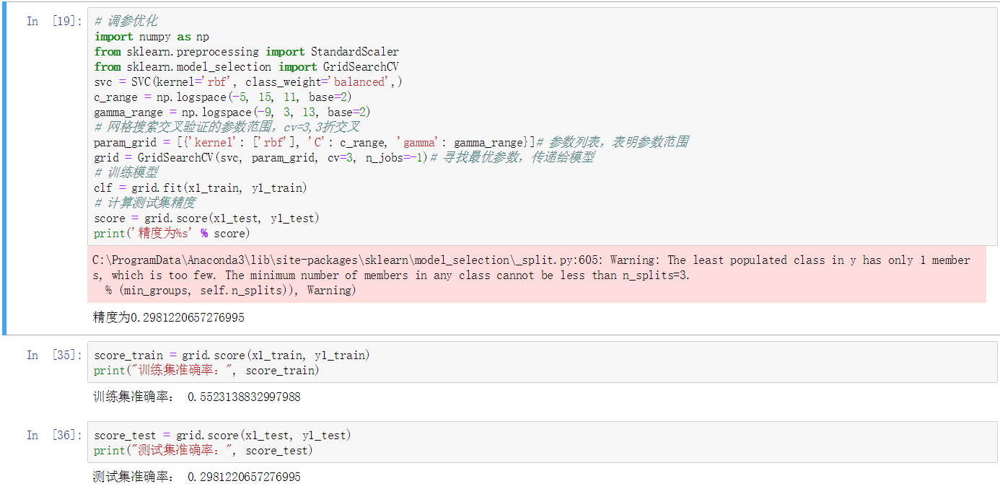 In [19]:
# 调参优化
import numpy as np
from sklearn.preprocessing import StandardScaler
from sklearn.model_selection import GridSearchCV
svc = SVC(kernel='rbf', class_weight='balanced',)
c_range = np.logspace(-5, 15, 11, base=2)
gamma_range = np.logspace(-9, 3, 13, base=2)
# 网格搜索交叉验证的参数范围，cv=3,3折交叉
param_grid = [{'kernel': ['rbf'], 'C': c_range, 'gamma': gamma_range}]# 参数列表，表明参数范围
grid = GridSearchCV(svc, param_grid, cv=3, n_jobs=-1)# 寻找最优参数，传递给模型
# 训练模型
clf = grid.fit(x1_train, y1_train)
# 计算测试集精度
score = grid.score(x1_test, y1_test)
print('精度为%s' % score)
C:\ProgramData\Anaconda3\lib\site-packages\sklearn\model_selection\_split.py:605: Warning: The least populated class in y has only 1 member
s, which is too few. The minimum number of members in any class cannot be less than n_splits=3.
  % (min_groups, self.n_splits)), Warning)
精度为0.2981220657276995
In [35]:
score_train = grid.score(x1_train, y1_train)
print("训练集准确率：", score_train)
训练集准确率： 0.5523138832997988
In [36]:
score_test = grid.score(x1_test, y1_test)
print("测试集准确率：", score_test)
测试集准确率： 0.2981220657276995